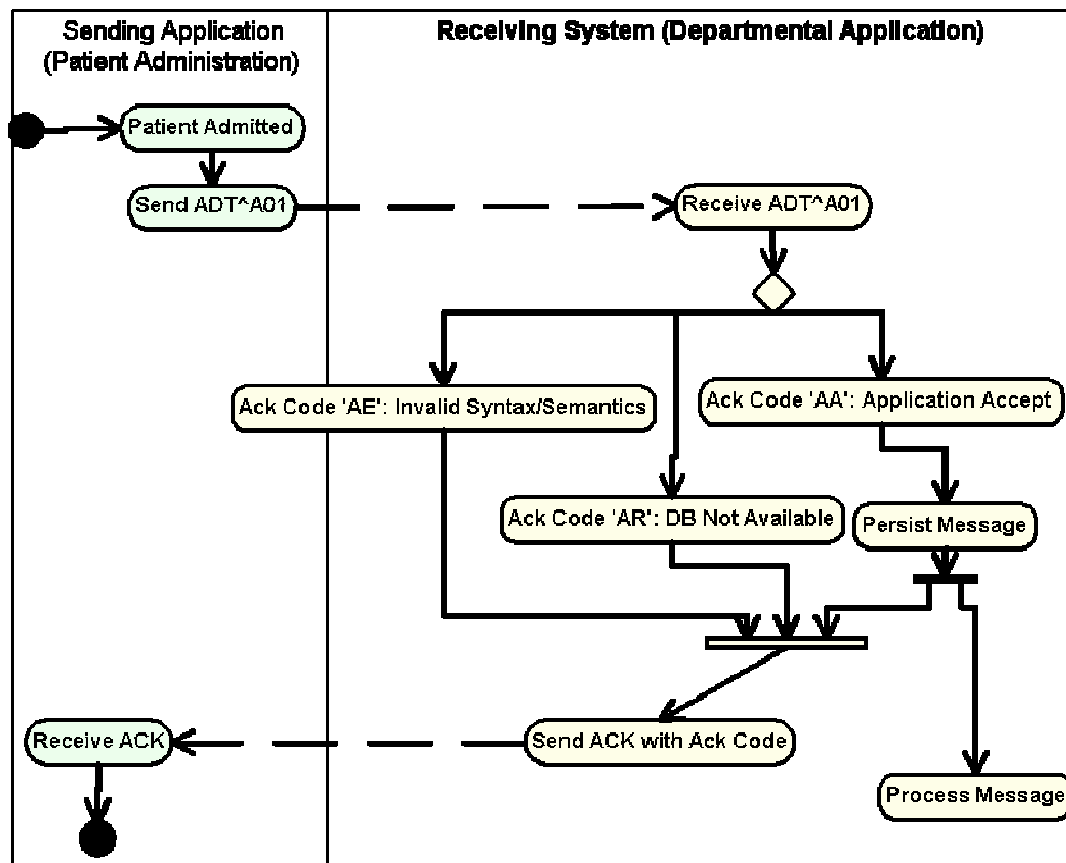 Sending Application
(Patient Administration)
Receiving System (Departmental Application)
Patient Admitted
Send ADT^A01
Receive ADT^A01
Ack Code 'AE': Invalid Syntax/Semantics
Ack Code 'AA': Application Accept
Ack Code 'AR': DB Not Available
Persist Message
Receive ACK
Send ACK with Ack Code
Process Message